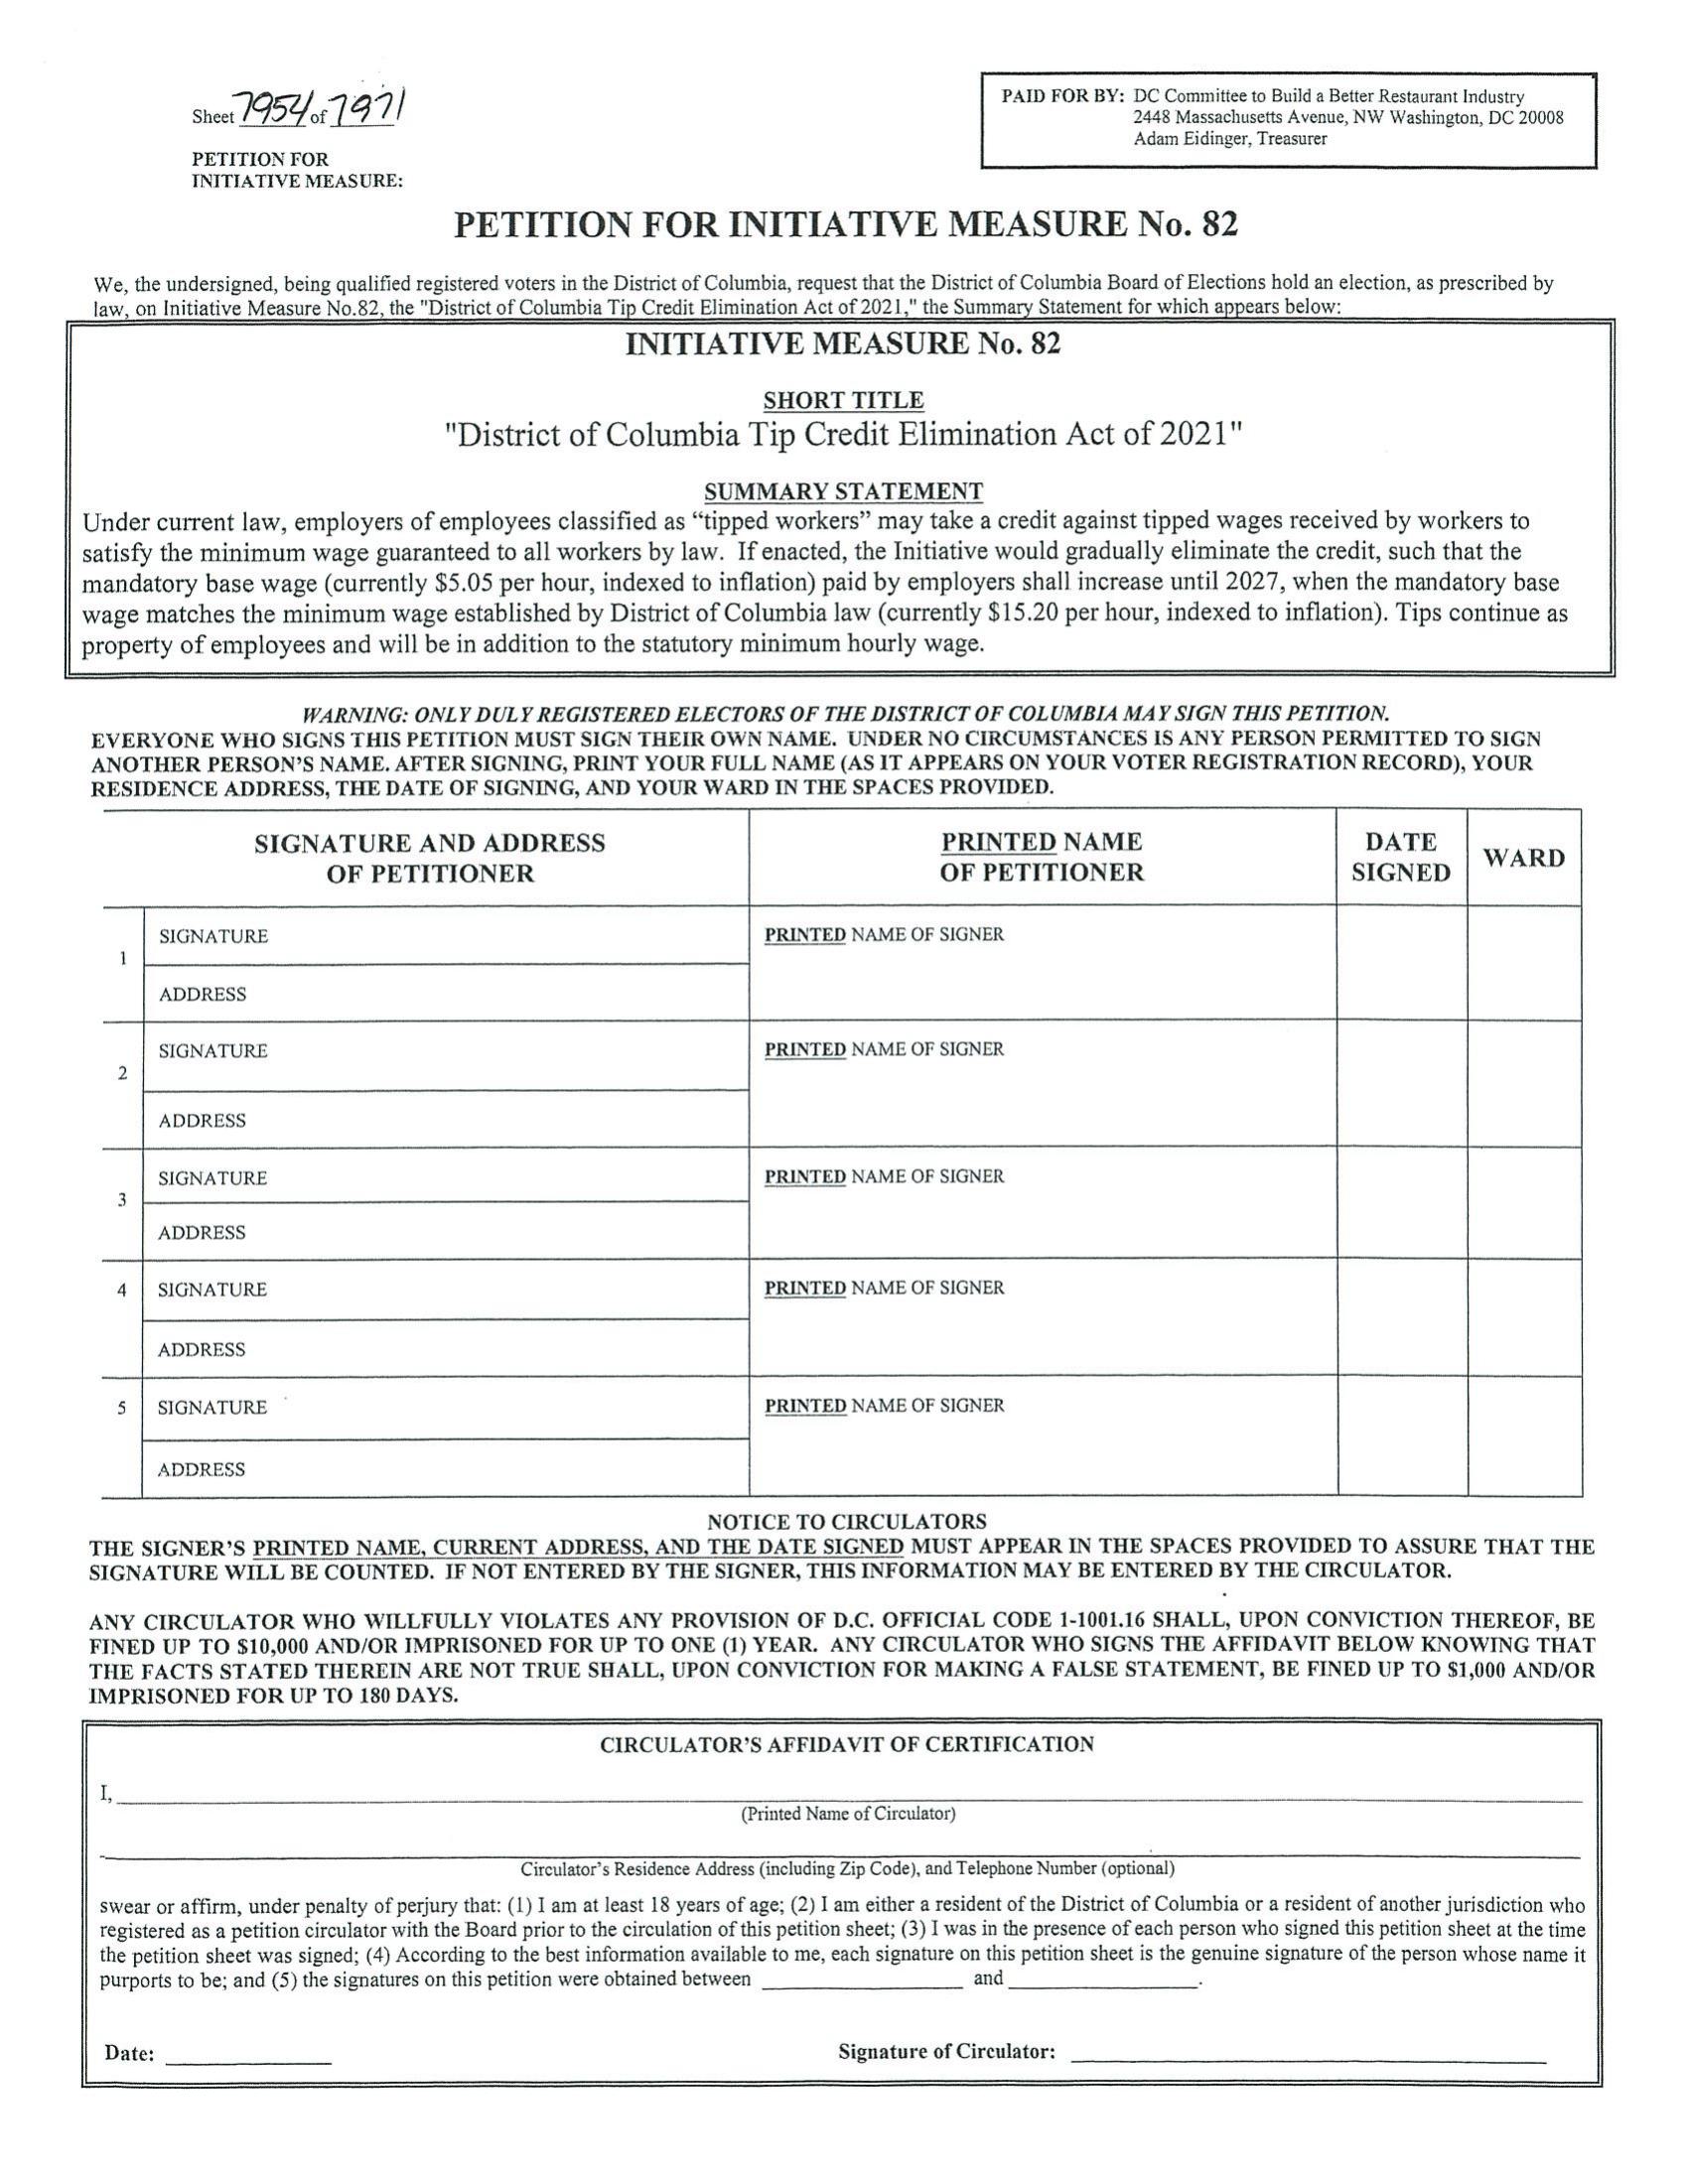 Sheet 7954 of 7971
PAID FOR BY: DC Committee to Build a Better Restaurant Industry
2448 Massachusetts Avenue, NW Washington, DC 20008
Adam Eidinger, Treasurer
PETITION FOR
INITIATIVE MEASURE:
PETITION FOR INITIATIVE MEASURE No. 82
We, the undersigned, being qualified registered voters in the District of Columbia, request that the District of Columbia Board of Elections hold an election, as prescribed by
law, on Initiative Measure No.82, the "District of Columbia Tip Credit Elimination Act of 2021," the Summary Statement for which appears below:
INITIATIVE MEASURE No. 82
SHORT TITLE
"District of Columbia Tip Credit Elimination Act of 2021"
SUMMARY STATEMENT
Under current law, employers of employees classified as “tipped workers” may take a credit against tipped wages received by workers to
satisfy the minimum wage guaranteed to all workers by law. If enacted, the Initiative would gradually eliminate the credit, such that the
mandatory base wage (currently $5.05 per hour, indexed to inflation) paid by employers shall increase until 2027, when the mandatory base
wage matches the minimum wage established by District of Columbia law (currently $15.20 per hour, indexed to inflation). Tips continue as
property of employees and will be in addition to the statutory minimum hourly wage.
WARNING: ONLY DULY REGISTERED ELECTORS OF THE DISTRICT OF COLUMBIA MAY SIGN THIS PETITION.
EVERYONE WHO SIGNS THIS PETITION MUST SIGN THEIR OWN NAME. UNDER NO CIRCUMSTANCES IS ANY PERSON PERMITTED TO SIGN
ANOTHER PERSON'S NAME. AFTER SIGNING, PRINT YOUR FULL NAME (AS IT APPEARS ON YOUR VOTER REGISTRATION RECORD), YOUR
RESIDENCE ADDRESS, THE DATE OF SIGNING, AND YOUR WARD IN THE SPACES PROVIDED.
SIGNATURE AND ADDRESS
OF PETITIONER
PRINTED NAME
OF PETITIONER
DATE
SIGNED
WARD
1
SIGNATURE
PRINTED NAME OF SIGNER
ADDRESS
2
SIGNATURE
PRINTED NAME OF SIGNER
ADDRESS
3
SIGNATURE
PRINTED NAME OF SIGNER
ADDRESS
4
SIGNATURE
PRINTED NAME OF SIGNER
ADDRESS
5
SIGNATURE
PRINTED NAME OF SIGNER
ADDRESS
NOTICE TO CIRCULATORS
THE SIGNER'S PRINTED NAME, CURRENT ADDRESS, AND THE DATE SIGNED MUST APPEAR IN THE SPACES PROVIDED TO ASSURE THAT THE
SIGNATURE WILL BE COUNTED. IF NOT ENTERED BY THE SIGNER, THIS INFORMATION MAY BE ENTERED BY THE CIRCULATOR.
ANY CIRCULATOR WHO WILLFULLY VIOLATES ANY PROVISION OF D.C. OFFICIAL CODE 1-1001.16 SHALL, UPON CONVICTION THEREOF, BE
FINED UP TO $10,000 AND/OR IMPRISONED FOR UP TO ONE (1) YEAR. ANY CIRCULATOR WHO SIGNS THE AFFIDAVIT BELOW KNOWING THAT
THE FACTS STATED THEREIN ARE NOT TRUE SHALL, UPON CONVICTION FOR MAKING A FALSE STATEMENT, BE FINED UP TO $1,000 AND/OR
IMPRISONED FOR UP TO 180 DAYS.
CIRCULATOR'S AFFIDAVIT OF CERTIFICATION
I,
(Printed Name of Circulator)
Circulator's Residence Address (including Zip Code), and Telephone Number (optional)
swear or affirm, under penalty of perjury that: (1) I am at least 18 years of age; (2) I am either a resident of the District of Columbia or a resident of another jurisdiction who
registered as a petition circulator with the Board prior to the circulation of this petition sheet; (3) I was in the presence of each person who signed this petition sheet at the time
the petition sheet was signed; (4) According to the best information available to me, each signature on this petition sheet is the genuine signature of the person whose name it
purports to be; and (5) the signatures on this petition were obtained between ____________ and ____________.
Date: ____________ Signature of Circulator: ____________